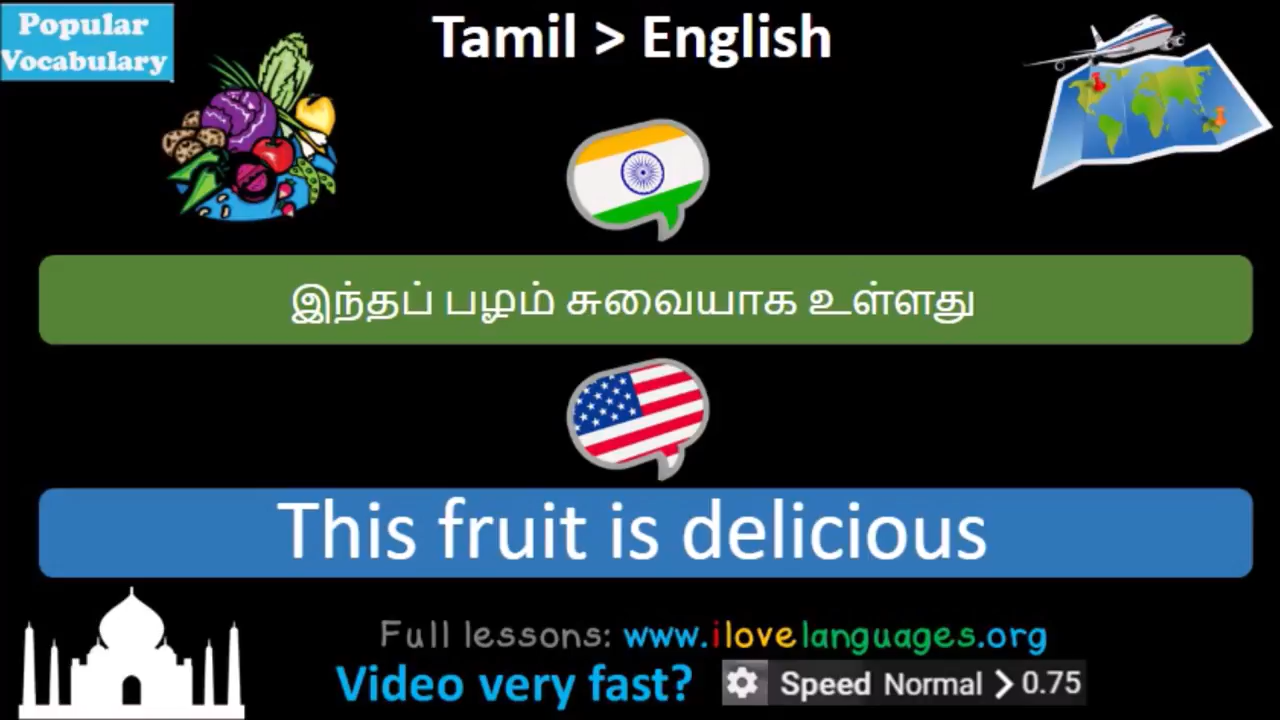 Popular
Vocabulary
Tamil > English
இந்தப் பழம் சுவையாக உள்ளது
This fruit is delicious
Full lessons: www.ilovelanguages.org
Video very fast? Speed Normal > 0.75